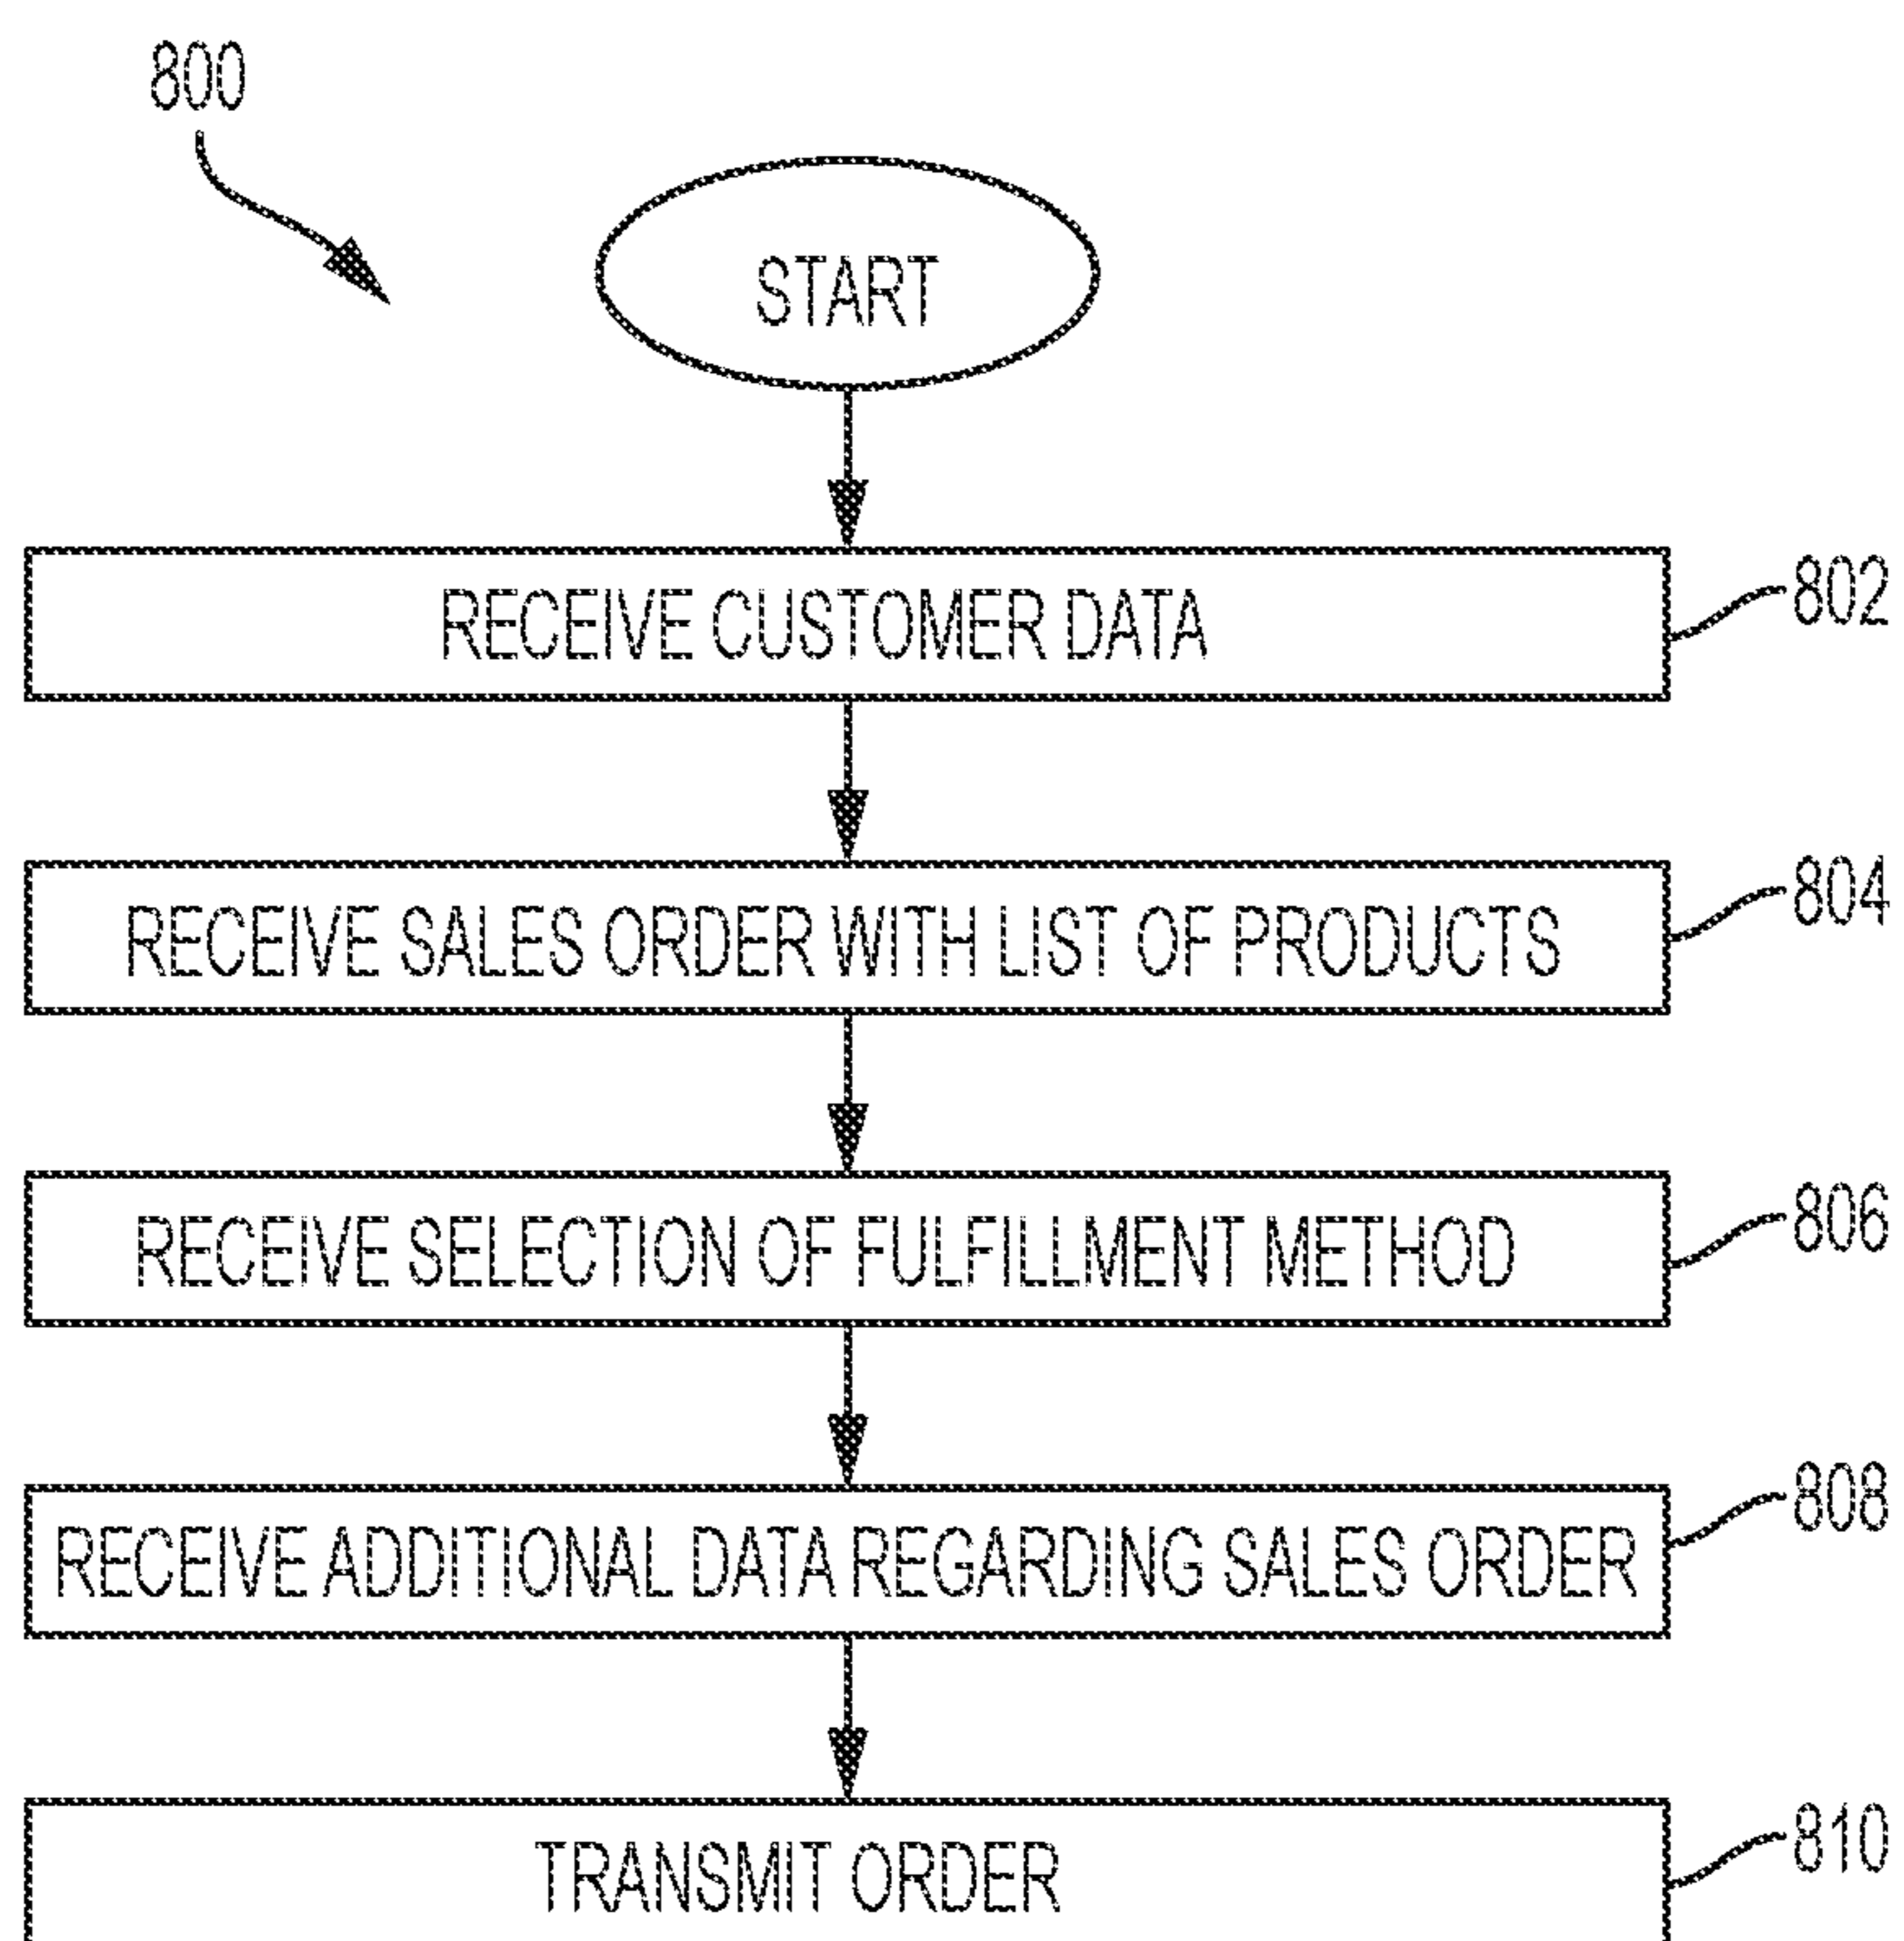 800
START
RECEIVE CUSTOMER DATA
802
RECEIVE SALES ORDER WITH LIST OF PRODUCTS
804
RECEIVE SELECTION OF FULFILLMENT METHOD
806
RECEIVE ADDITIONAL DATA REGARDING SALES ORDER
808
TRANSMIT ORDER
810